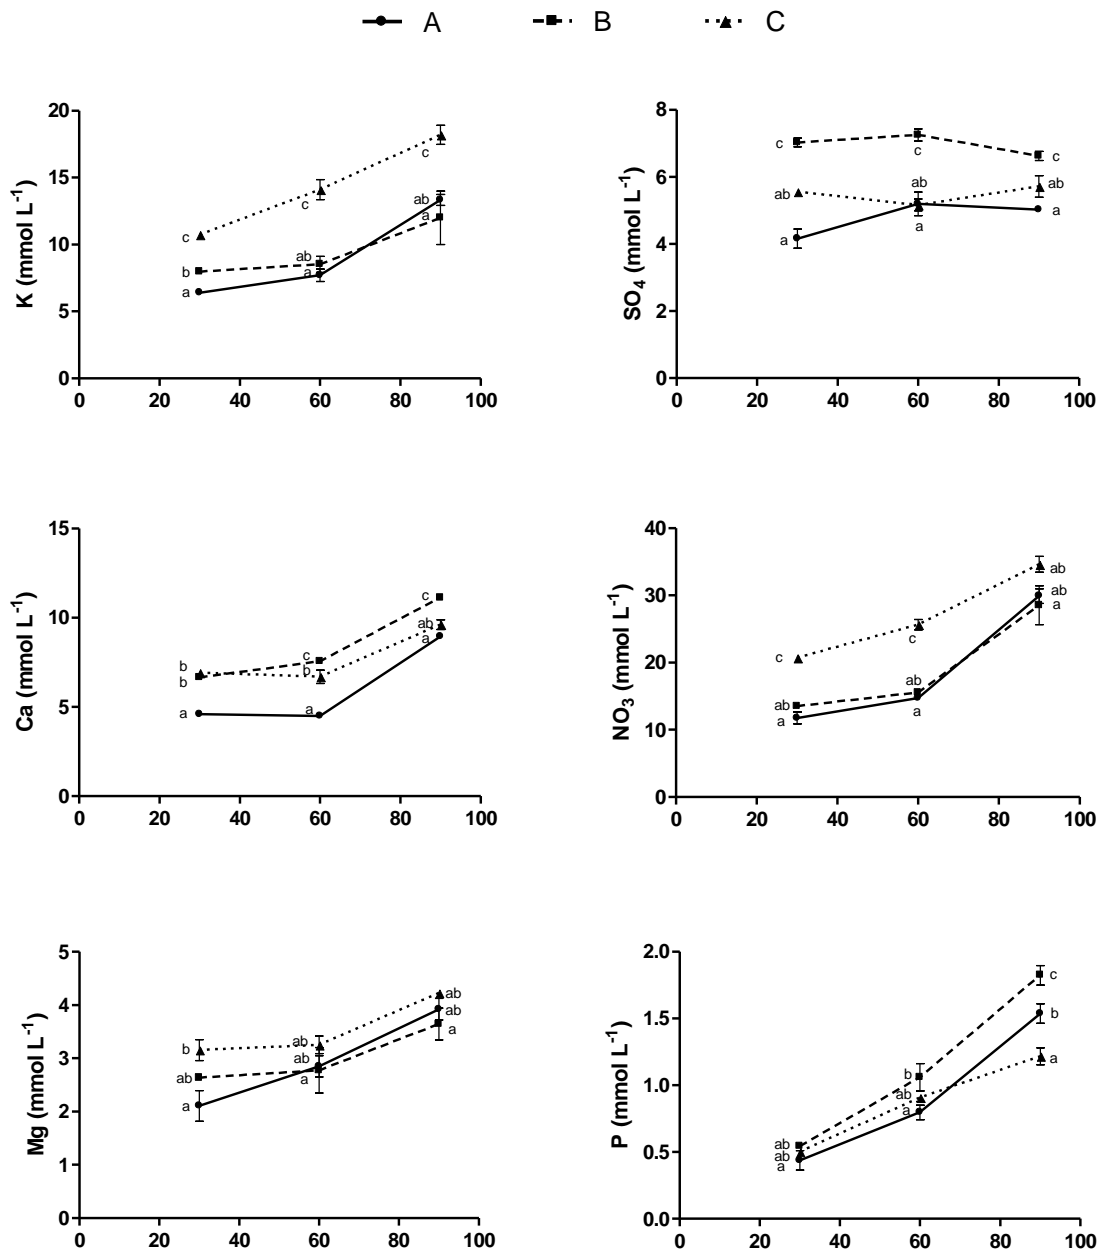 A B C
20
15
10
5
0
K (mmol L-1)
c
b
a
c
ab
a
c
ab
a
0 20 40 60 80 100
8
6
4
2
0
SO4 (mmol L-1)
c
ab
a
c
ab
a
c
ab
a
0 20 40 60 80 100
15
10
5
0
Ca (mmol L-1)
b
b
a
c
b
a
c
ab
a
0 20 40 60 80 100
40
30
20
10
0
NO3 (mmol L-1)
c
ab
a
c
ab
a
ab
ab
a
0 20 40 60 80 100
5
4
3
2
1
0
Mg (mmol L-1)
b
ab
a
ab
ab
a
ab
ab
a
0 20 40 60 80 100
2.0
1.5
1.0
0.5
0.0
P (mmol L-1)
ab
ab
a
b
ab
a
c
b
a
0 20 40 60 80 100